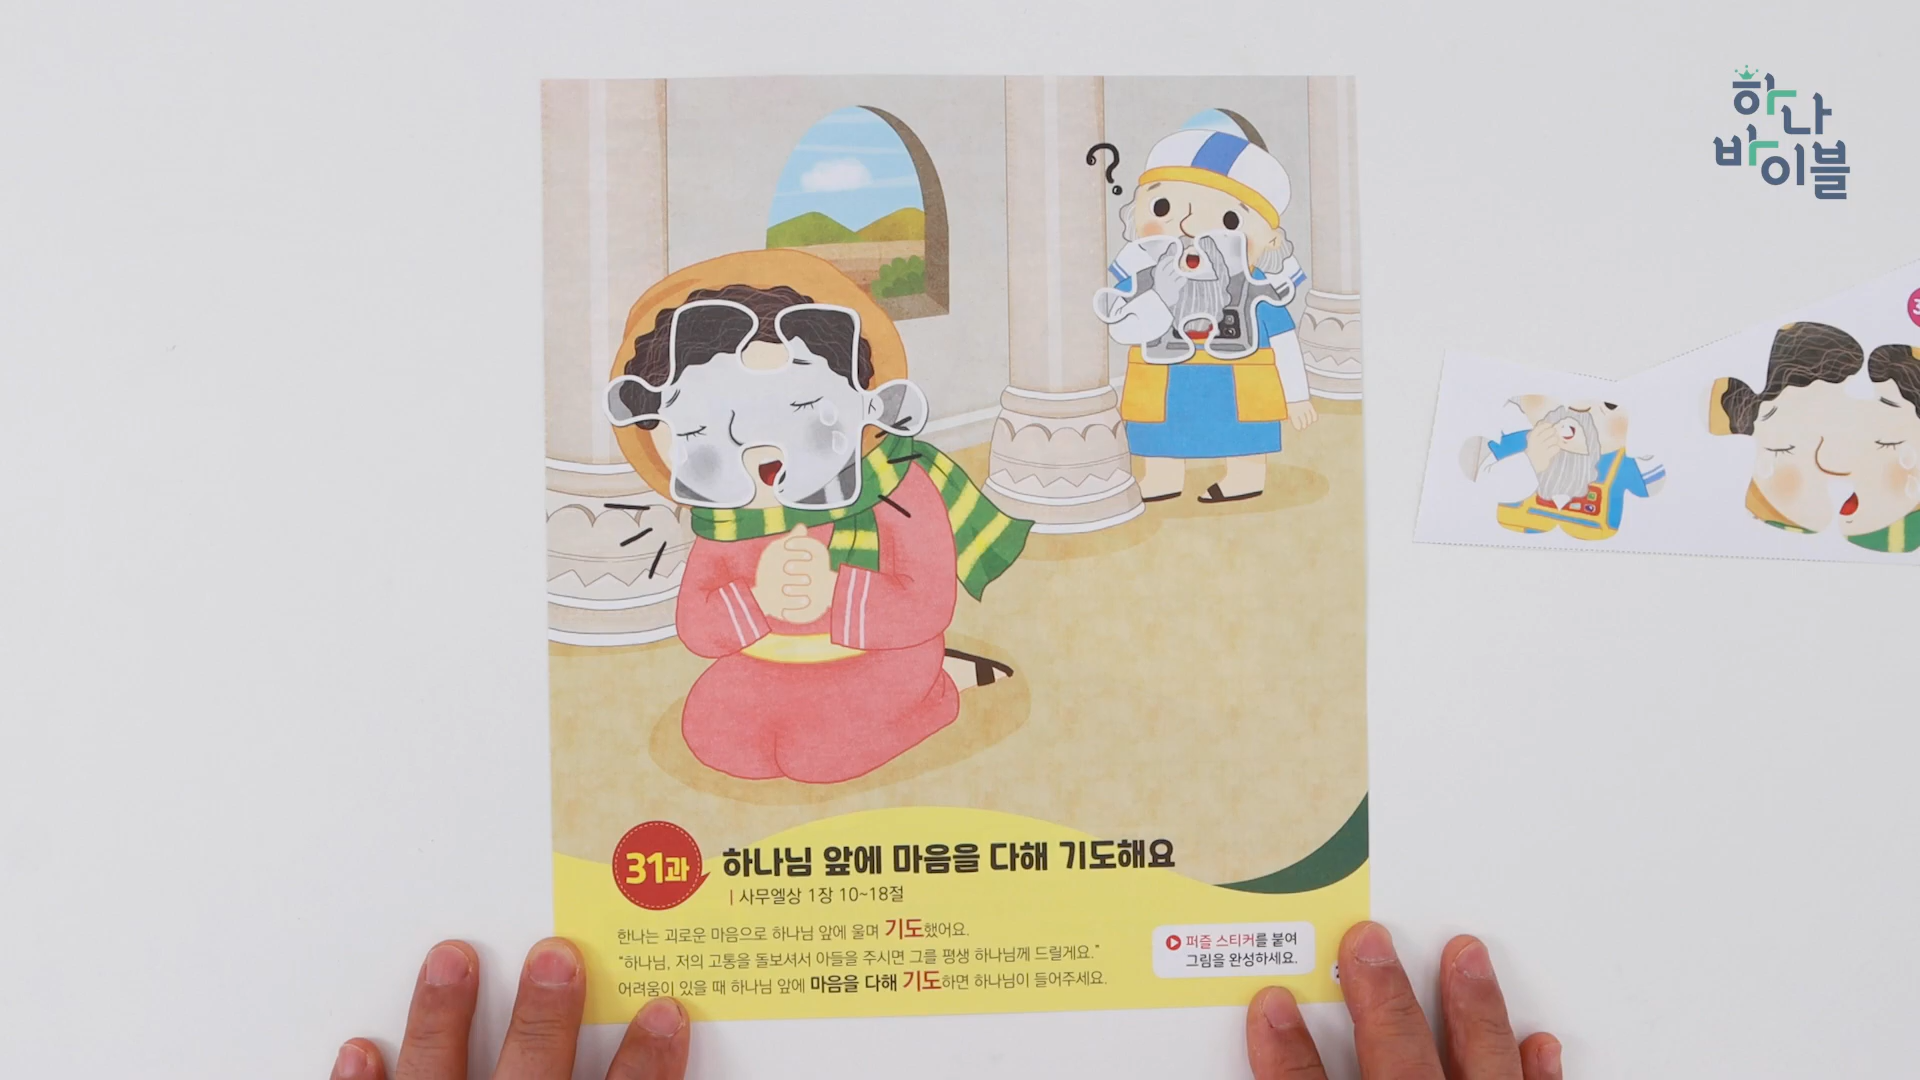 하나
바이블
?
31과
하나님 앞에 마음을 다해 기도해요
| 사무엘상 1장 10~18절
한나는 괴로운 마음으로 하나님 앞에 울며 기도했어요.
"하나님, 저의 고통을 돌보셔서 아들을 주시면 그를 평생 하나님께 드릴게요."
어려움이 있을 때 하나님 앞에 마음을 다해 기도하면 하나님이 들어주세요.
퍼즐 스티커를 붙여
그림을 완성하세요.